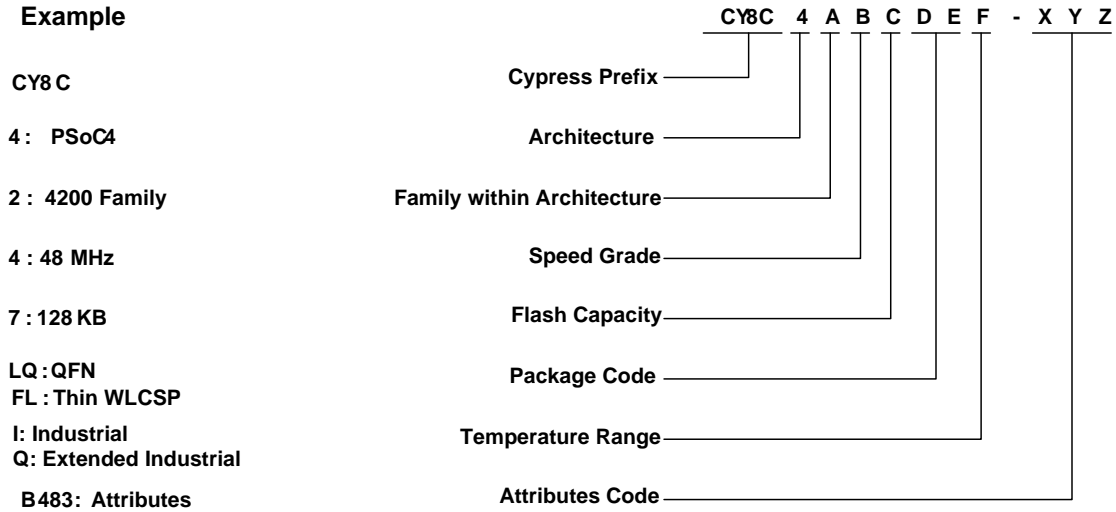 Example
CY8C 4 A B C D E F - X Y Z
CY8 C
Cypress Prefix
4 : PSoC4
Architecture
2 : 4200 Family
Family within Architecture
4 : 48 MHz
Speed Grade
7 : 128 KB
Flash Capacity
LQ : QFN
FL : Thin WLCSP
Package Code
I: Industrial
Q: Extended Industrial
Temperature Range
B483: Attributes
Attributes Code